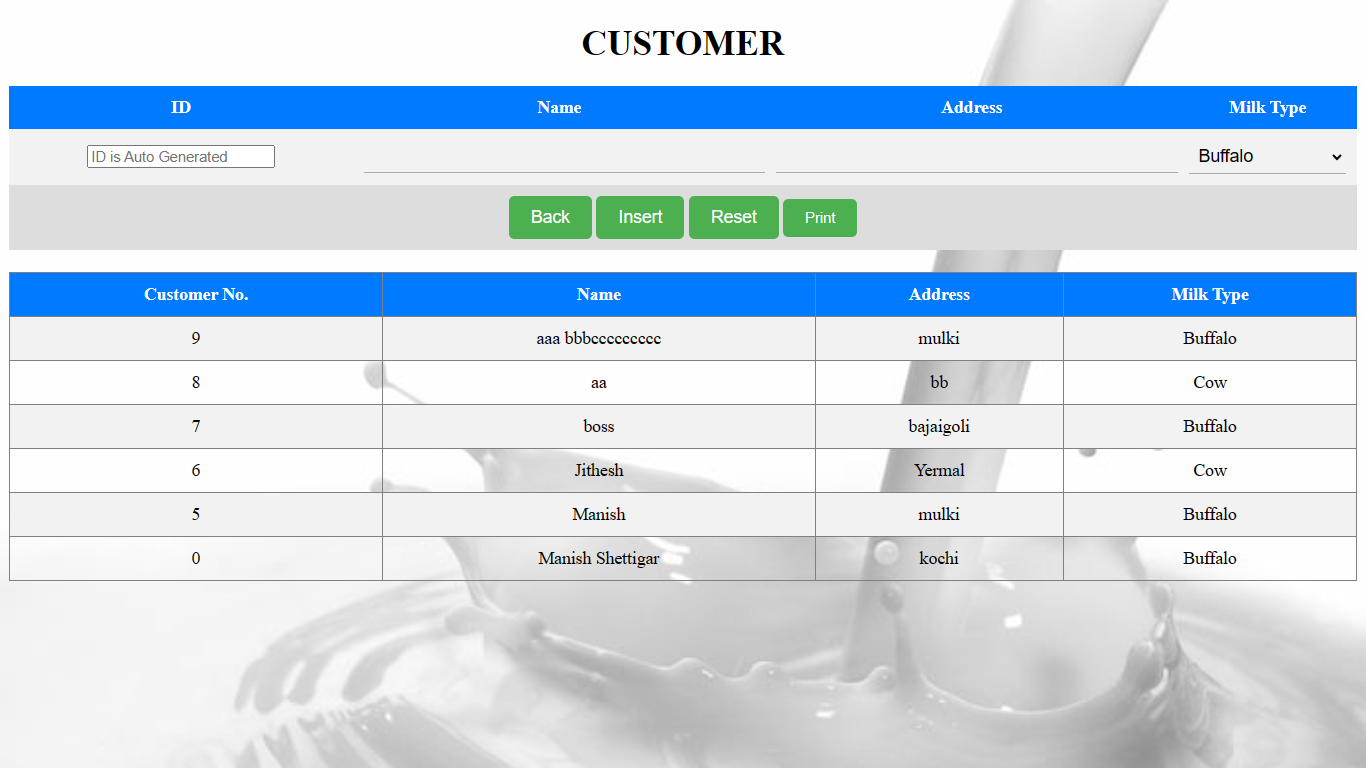 CUSTOMER
ID Name Address Milk Type
ID is Auto Generated Buffalo
Back Insert Reset Print
Customer No. Name Address Milk Type
9 aaa bbbccccccccc mulki Buffalo
8 aa bb Cow
7 boss bajaigoli Buffalo
6 Jithesh Yermal Cow
5 Manish mulki Buffalo
0 Manish Shettigar kochi Buffalo